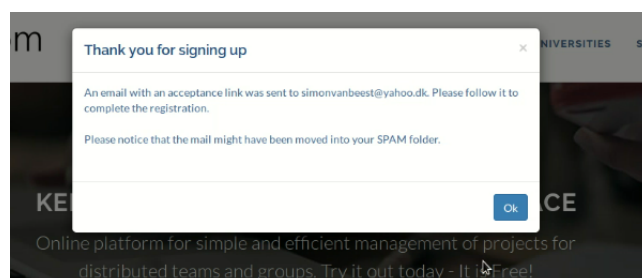 om
Thank you for signing up
×
NIVERSITIES
S
An email with an acceptance link was sent to simonvanbeest@yahoo.dk. Please follow it to
complete the registration.
Please notice that the mail might have been moved into your SPAM folder.
Ok
KE
CE
Online platform for simple and efficient management of projects for
distributed teams and groups. Try it out today - It is Free!